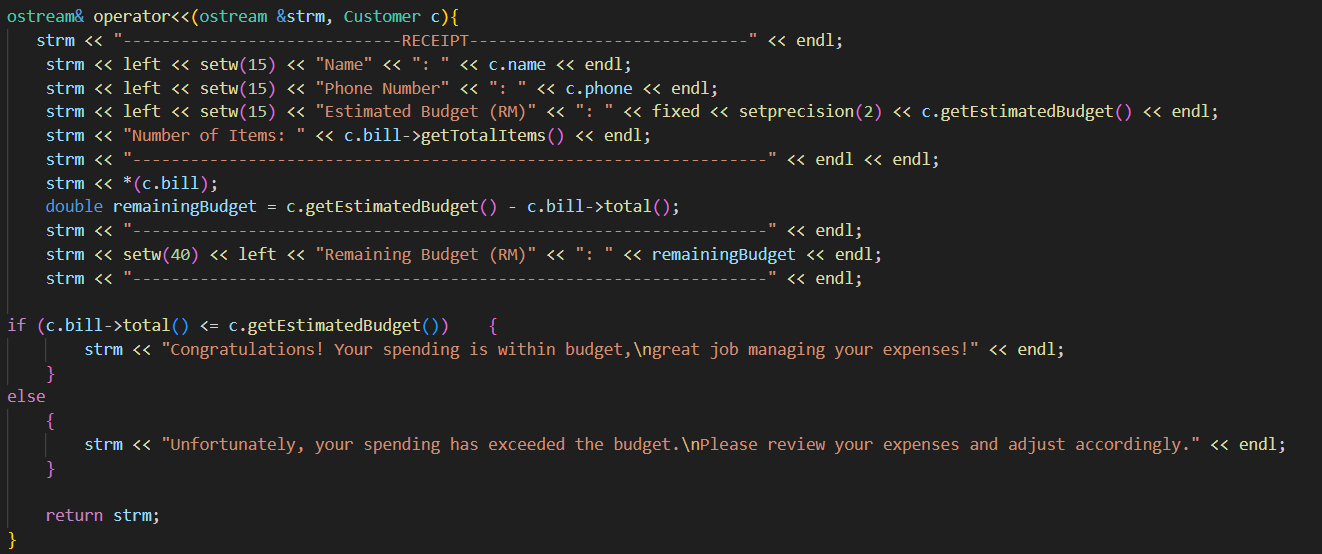 ostream& operator<<(ostream &strm, Customer c){
strm << "-----------------------------RECEIPT-----------------------------" << endl;
strm << left << setw(15) << "Name" << ": " << c.name << endl;
strm << left << setw(15) << "Phone Number" << ": " << c.phone << endl;
strm << left << setw(15) << "Estimated Budget (RM)" << ": " << fixed << setprecision(2) << c.getEstimatedBudget() << endl;
strm << "Number of Items: " << c.bill->getTotalItems() << endl;
strm << "------------------------------------------------------------------" << endl << endl;
strm << *(c.bill);
double remainingBudget = c.getEstimatedBudget() - c.bill->total();
strm << "------------------------------------------------------------------" << endl;
strm << setw(40) << left << "Remaining Budget (RM)" << ": " << remainingBudget << endl;
strm << "------------------------------------------------------------------" << endl;
if (c.bill->total() <= c.getEstimatedBudget())    {
strm << "Congratulations! Your spending is within budget,\ngreat job managing your expenses!" << endl;
}
else
{
strm << "Unfortunately, your spending has exceeded the budget.\nPlease review your expenses and adjust accordingly." << endl;
}
return strm;
}